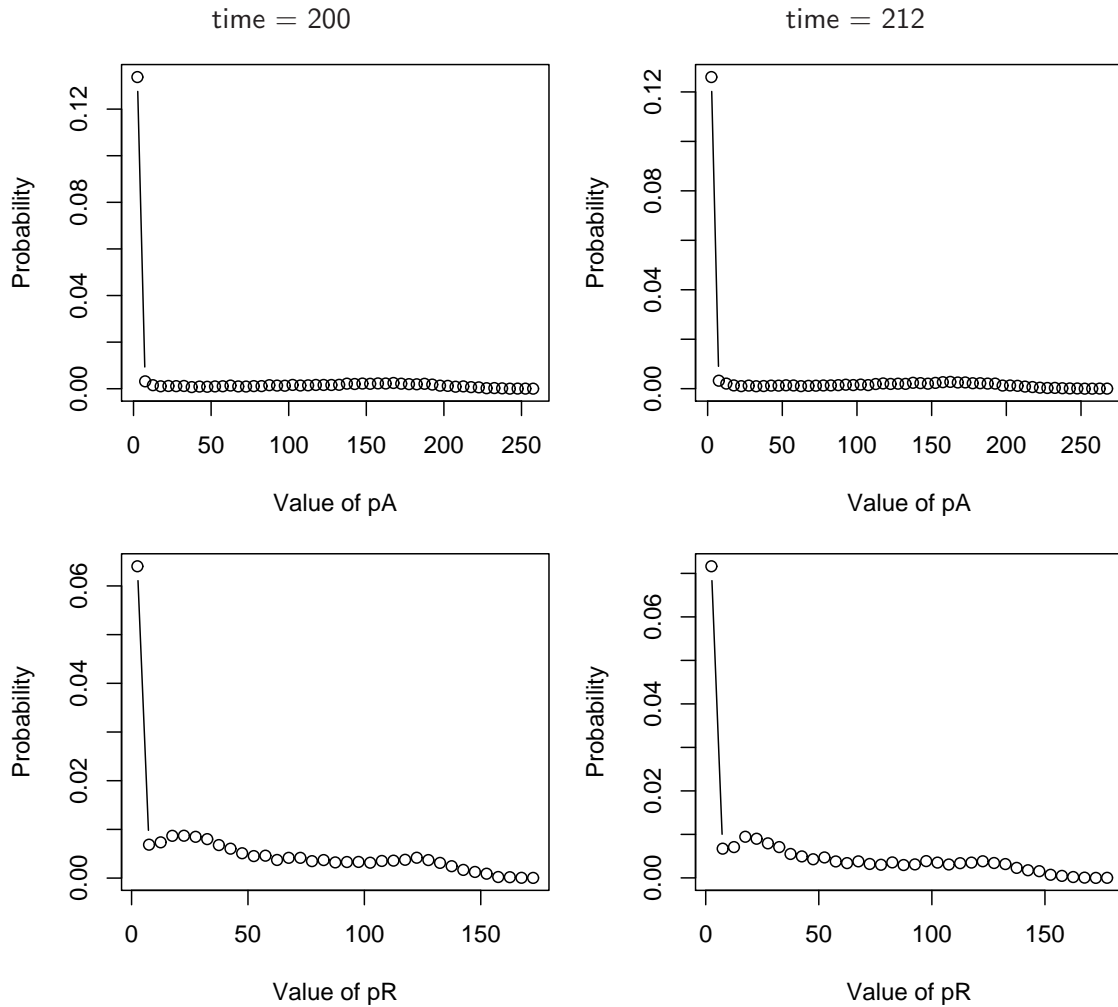 time = 200
time = 212
Probability
0.12
0.08
0.04
0.00
0 50 100 150 200 250
Value of pA
Probability
0.12
0.08
0.04
0.00
0 50 100 150 200 250
Value of pA
Probability
0.06
0.04
0.02
0.00
0 50 100 150
Value of pR
Probability
0.06
0.04
0.02
0.00
0 50 100 150
Value of pR